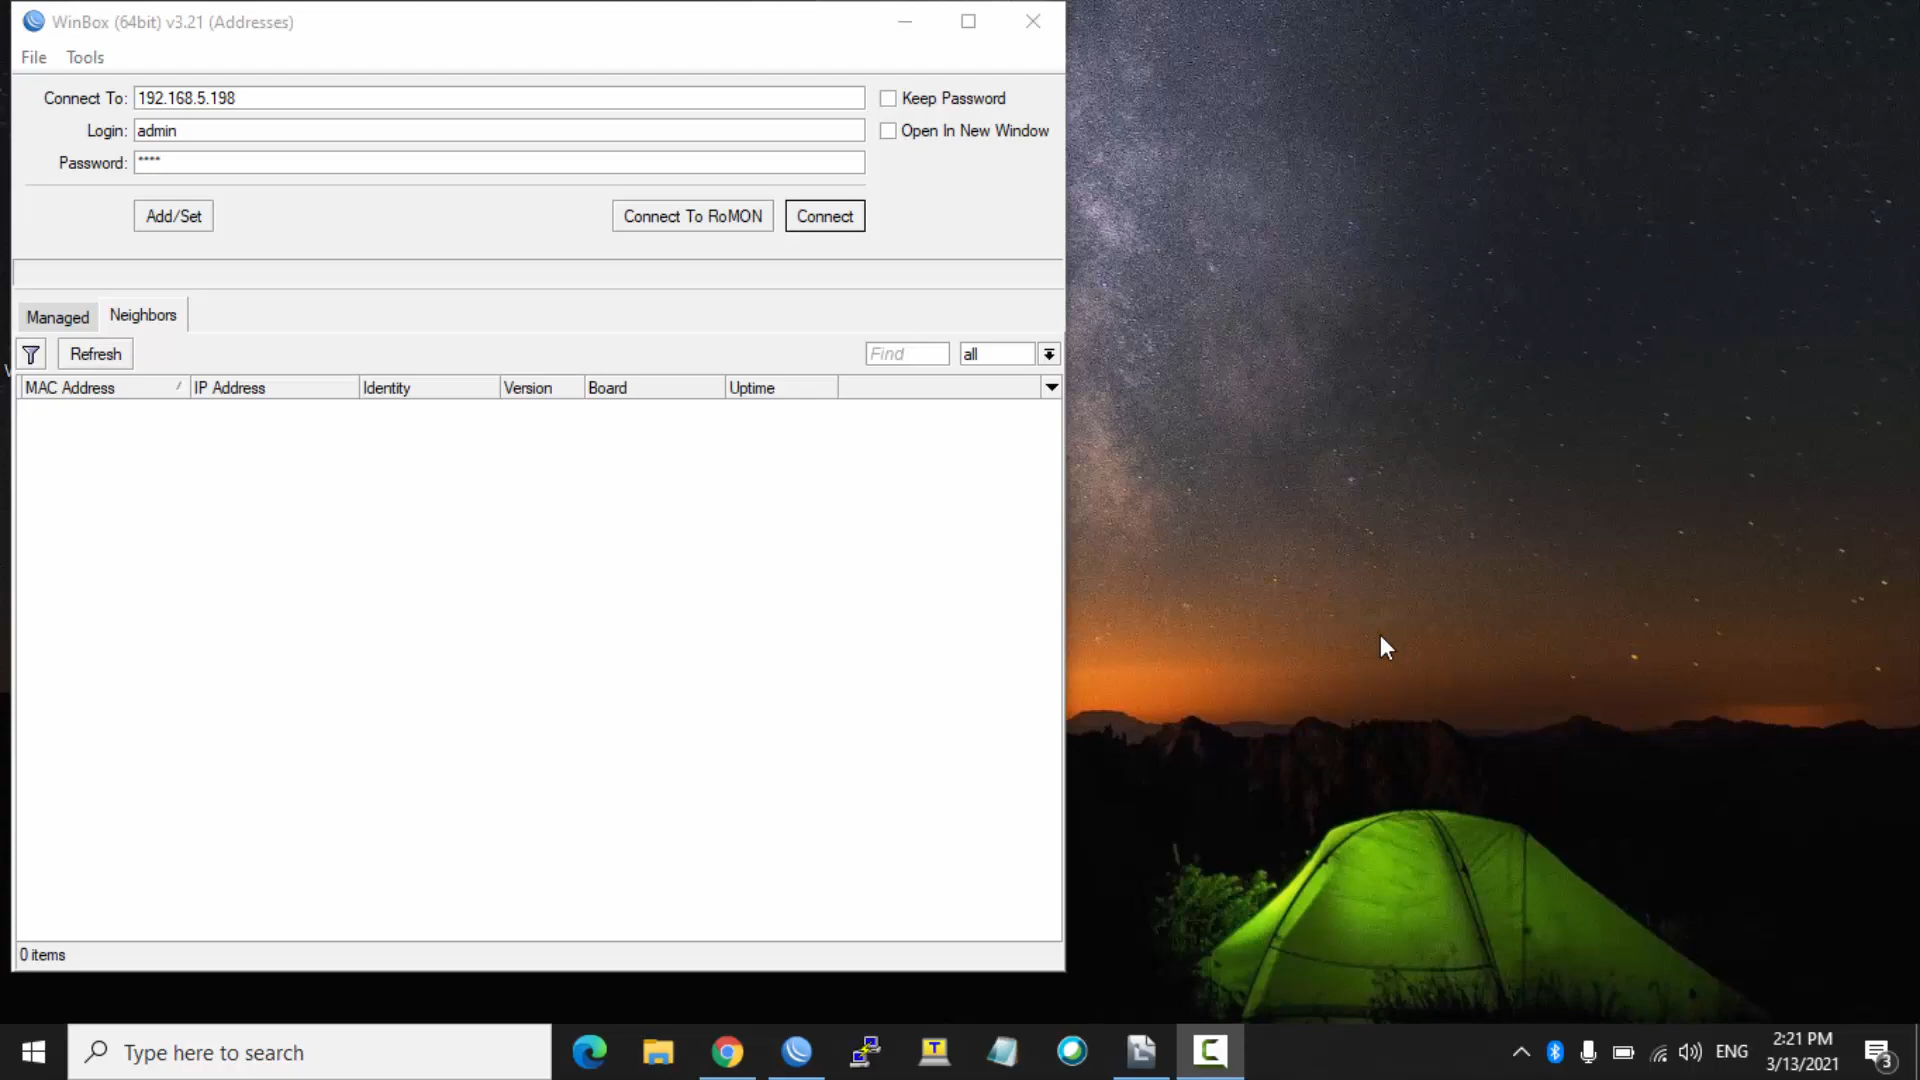 WinBox (64bit) v3.21 (Addresses)
File Tools
Connect To: 192.168.5.198 Keep Password
Login: admin Open In New Window
Password: ****
Add/Set Connect To RoMON Connect
Managed Neighbors
Refresh Find all
MAC Address IP Address Identity Version Board Uptime
0 items
Type here to search T ENG 2:21 PM
3/13/2021 3